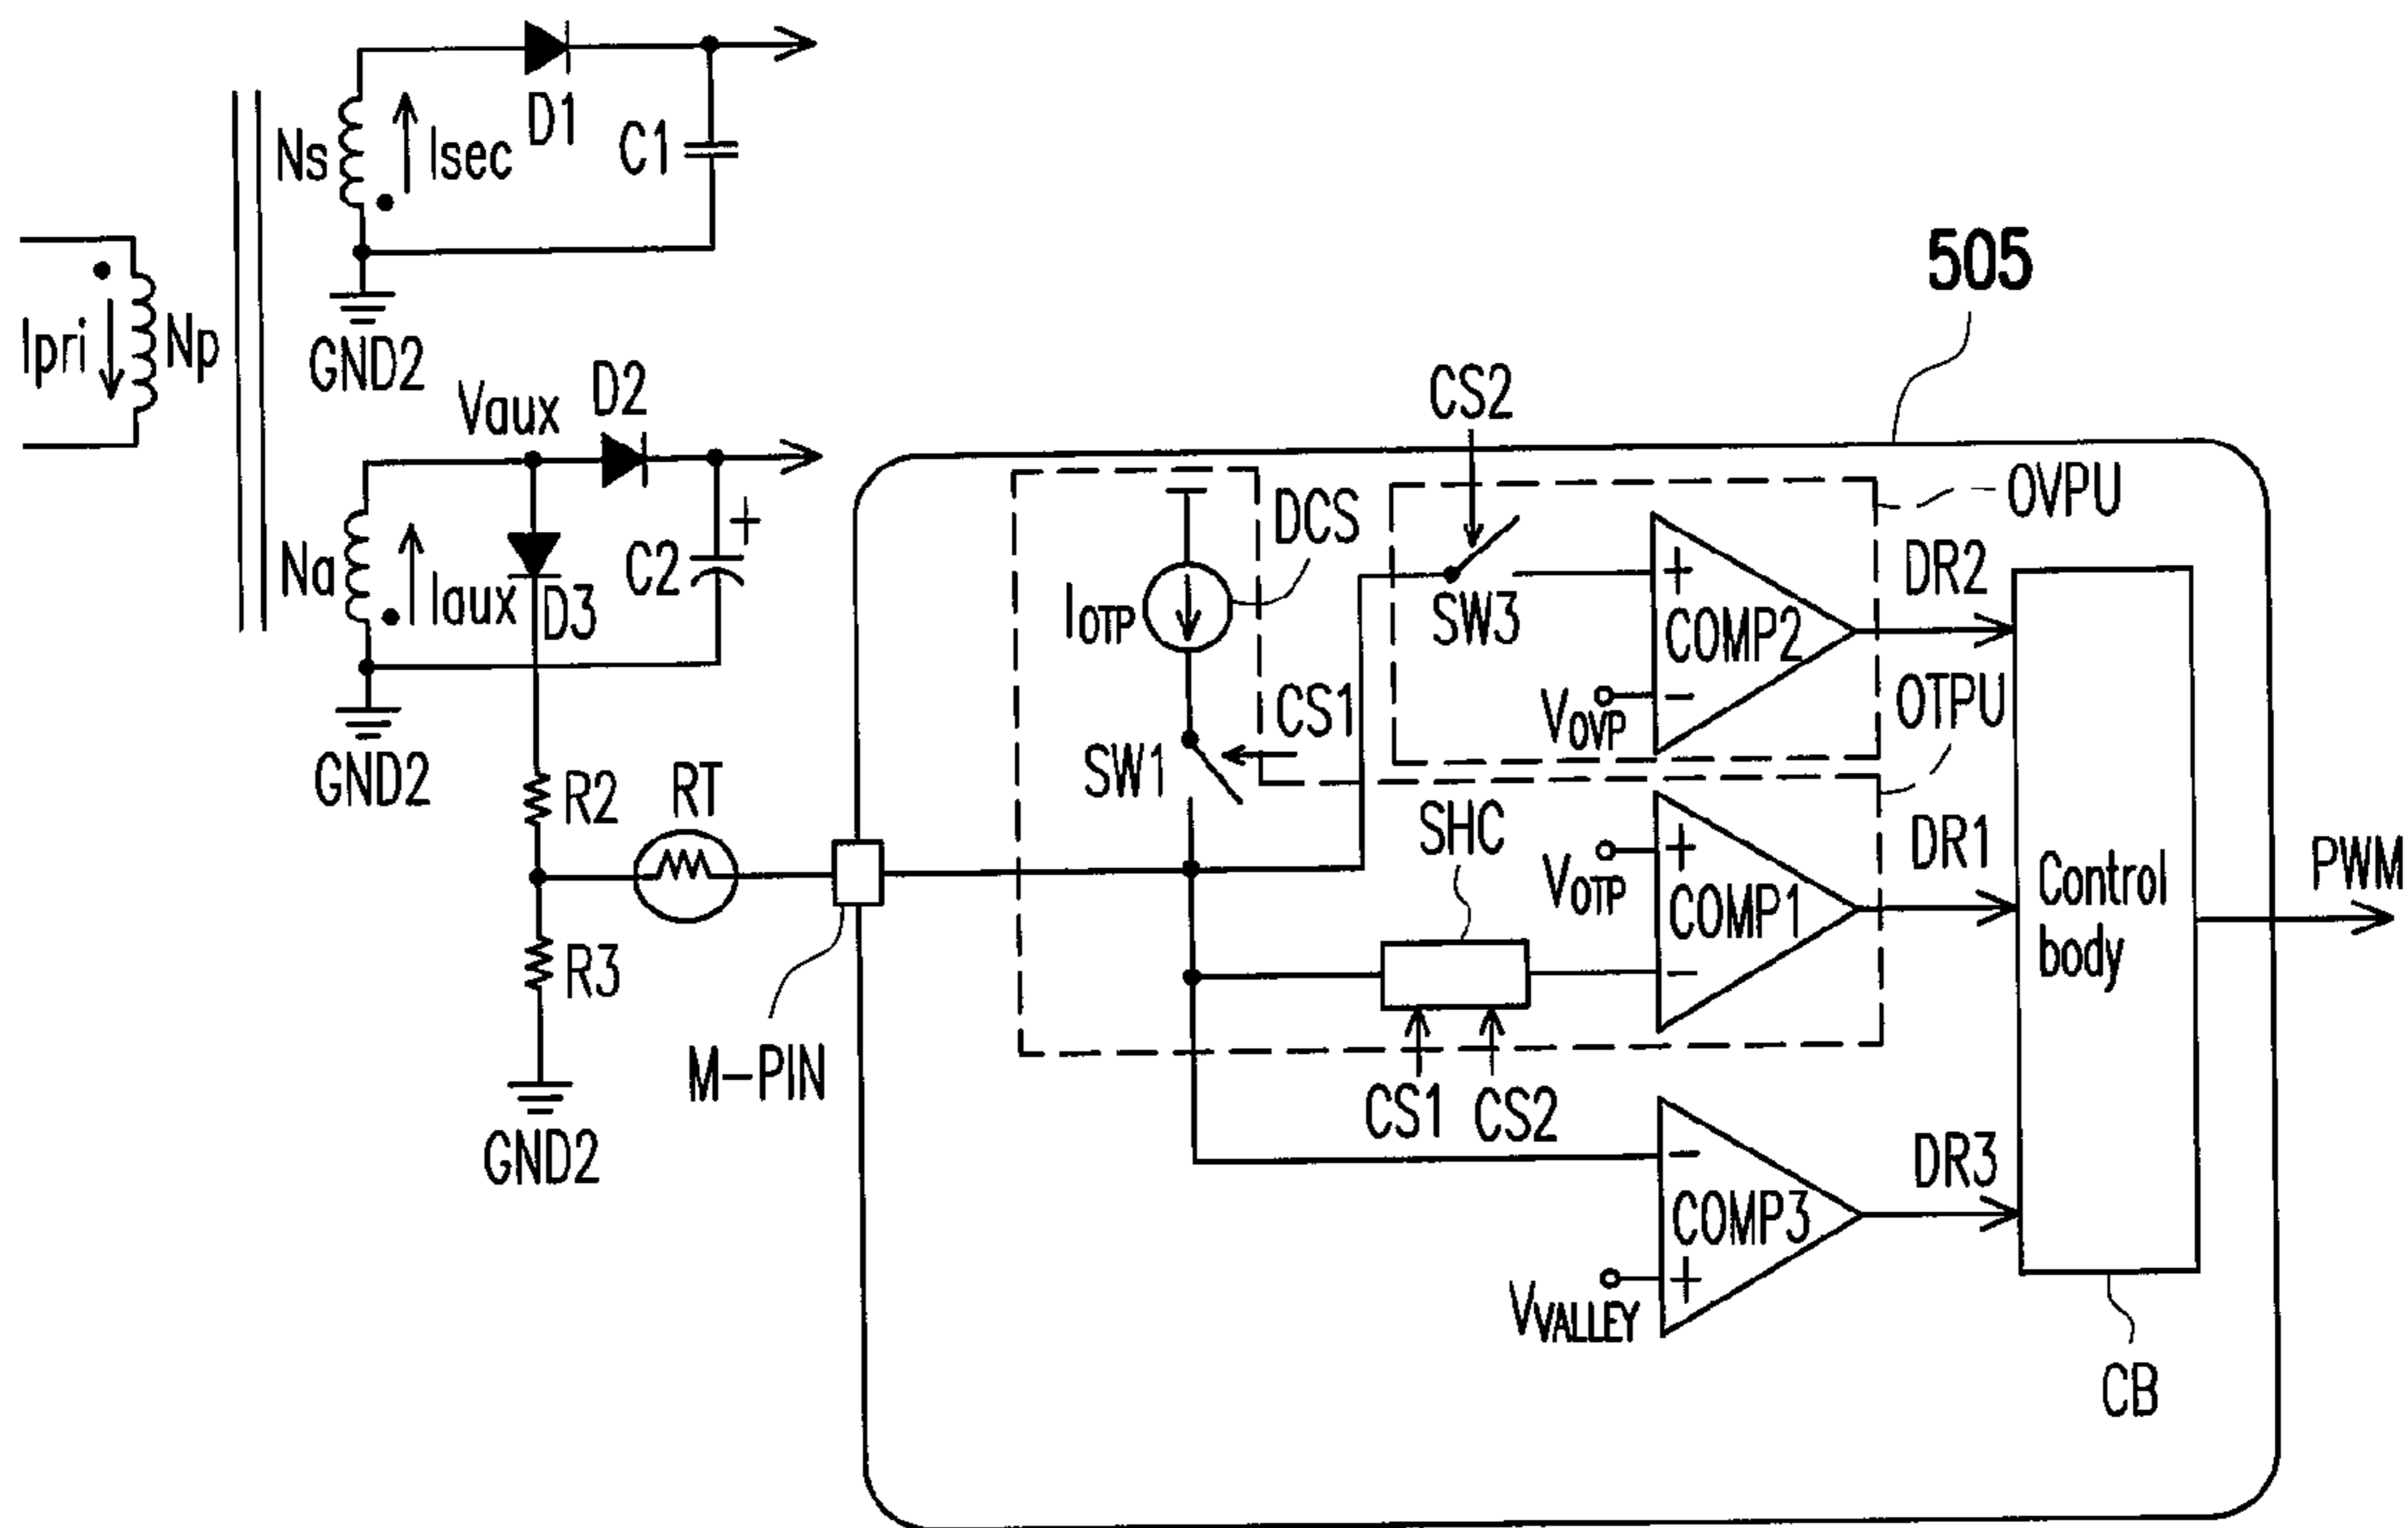 D1
Ns
Isec
C1
Ipri
Np
GND2
505
Vaux
D2
CS2
DCS
OVPU
Na
Iaux
D3
C2
+
IOTP
SW3
+
COMP2
DR2
CS1
VOVP
−
OTPU
GND2
SW1
R2
RT
SHC
+
DR1
VOTP
COMP1
Control
body
PWM
R3
−
M-PIN
CS1
CS2
GND2
−
COMP3
DR3
VVALLEY
+
CB